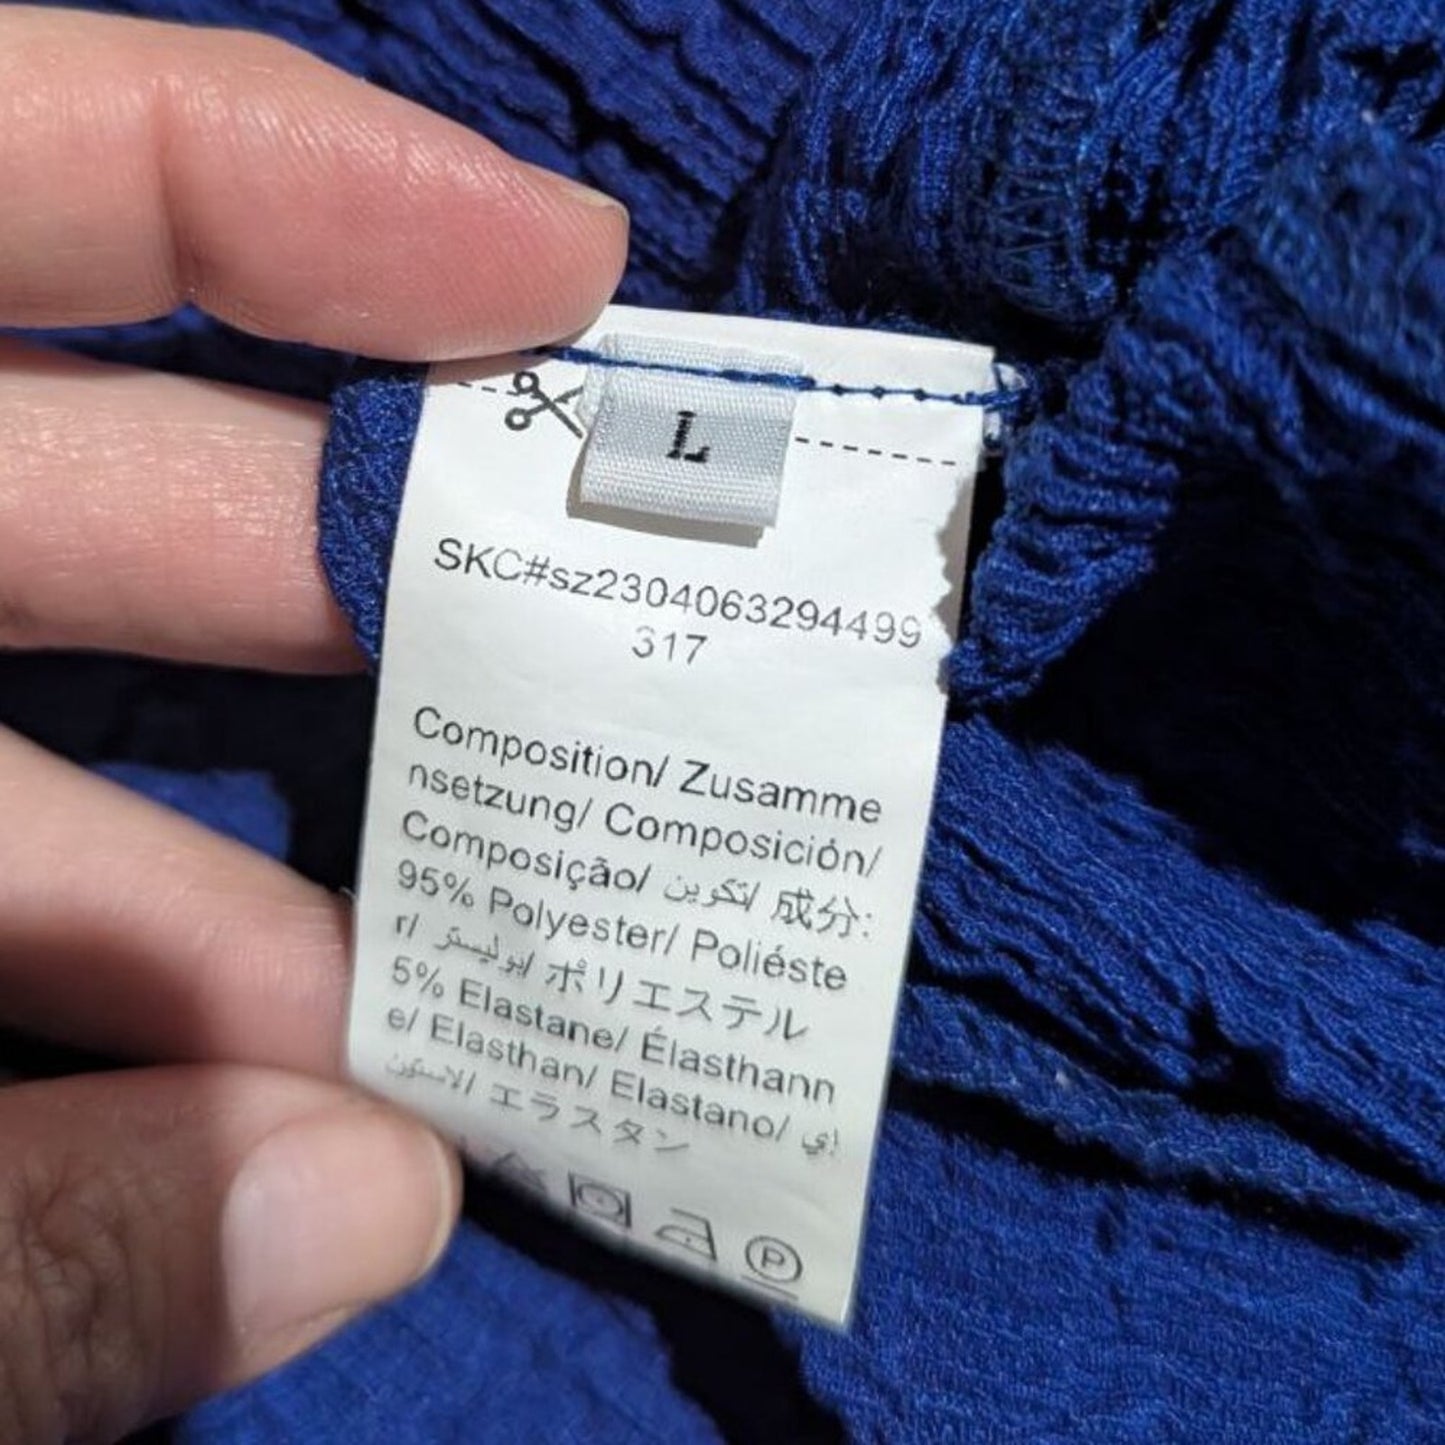 L
SKC#sz2304063294499
317
Composition/ Zusamme
nsetzung/ Composición/
Composição/ تكوين/ 成分:
95% Polyester/ Poliéste
r/ بوليستر/ ポリエステル
5% Elastane/ Élasthann
e/ Elasthan/ Elastano/ إي
لاستون/ エラスタン
P